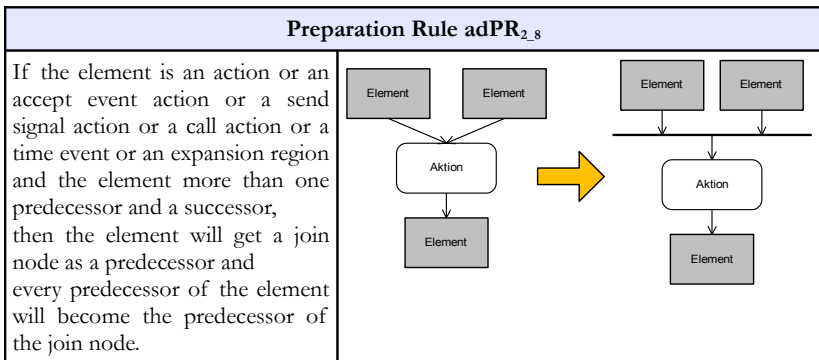 Preparation Rule adPR2_8
If the element is an action or an
accept event action or a send
signal action or a call action or a
time event or an expansion region
and the element more than one
predecessor and a successor,
then the element will get a join
node as a predecessor and
every predecessor of the element
will become the predecessor of
the join node.
Element Element
Aktion
Element
Element Element
Aktion
Element